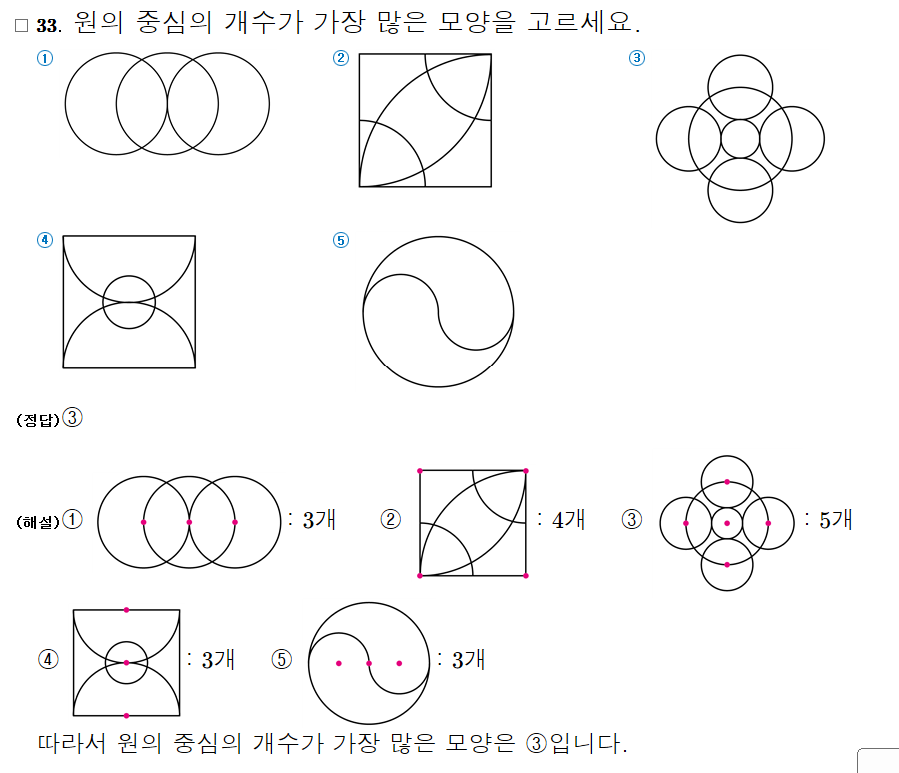 □ 33. 원의 중심의 개수가 가장 많은 모양을 고르세요.
① ② ③
④ ⑤
(정답)③
(해설)① : 3개 ② : 4개 ③ : 5개
④ : 3개 ⑤ : 3개
따라서 원의 중심의 개수가 가장 많은 모양은 ③입니다.